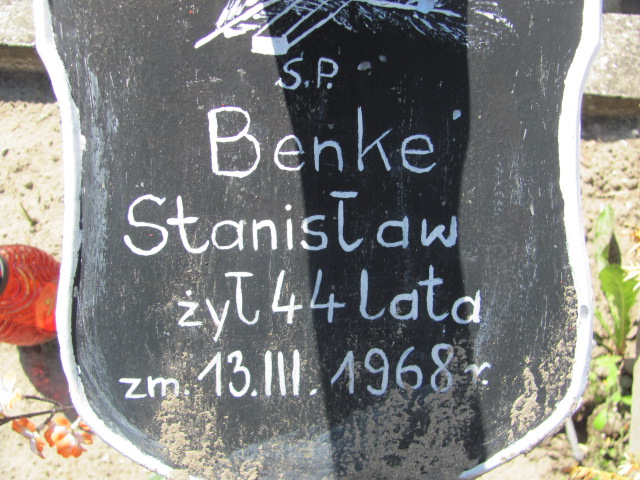 Ś.P.
Benke
Stanisław
żył 44 lata
zm. 13.III. 1968 r.